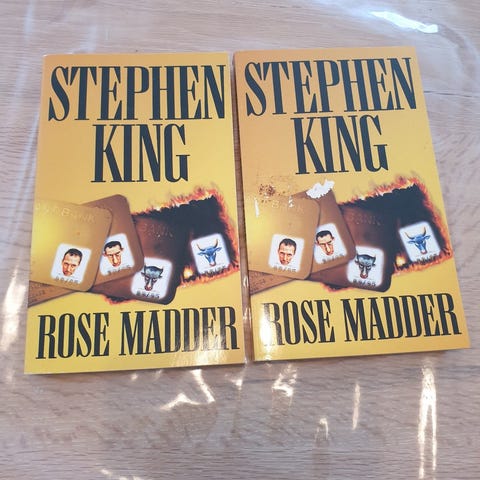 STEPHEN
KING
ROSE MADDER
STEPHEN
KING
ROSE MADDER